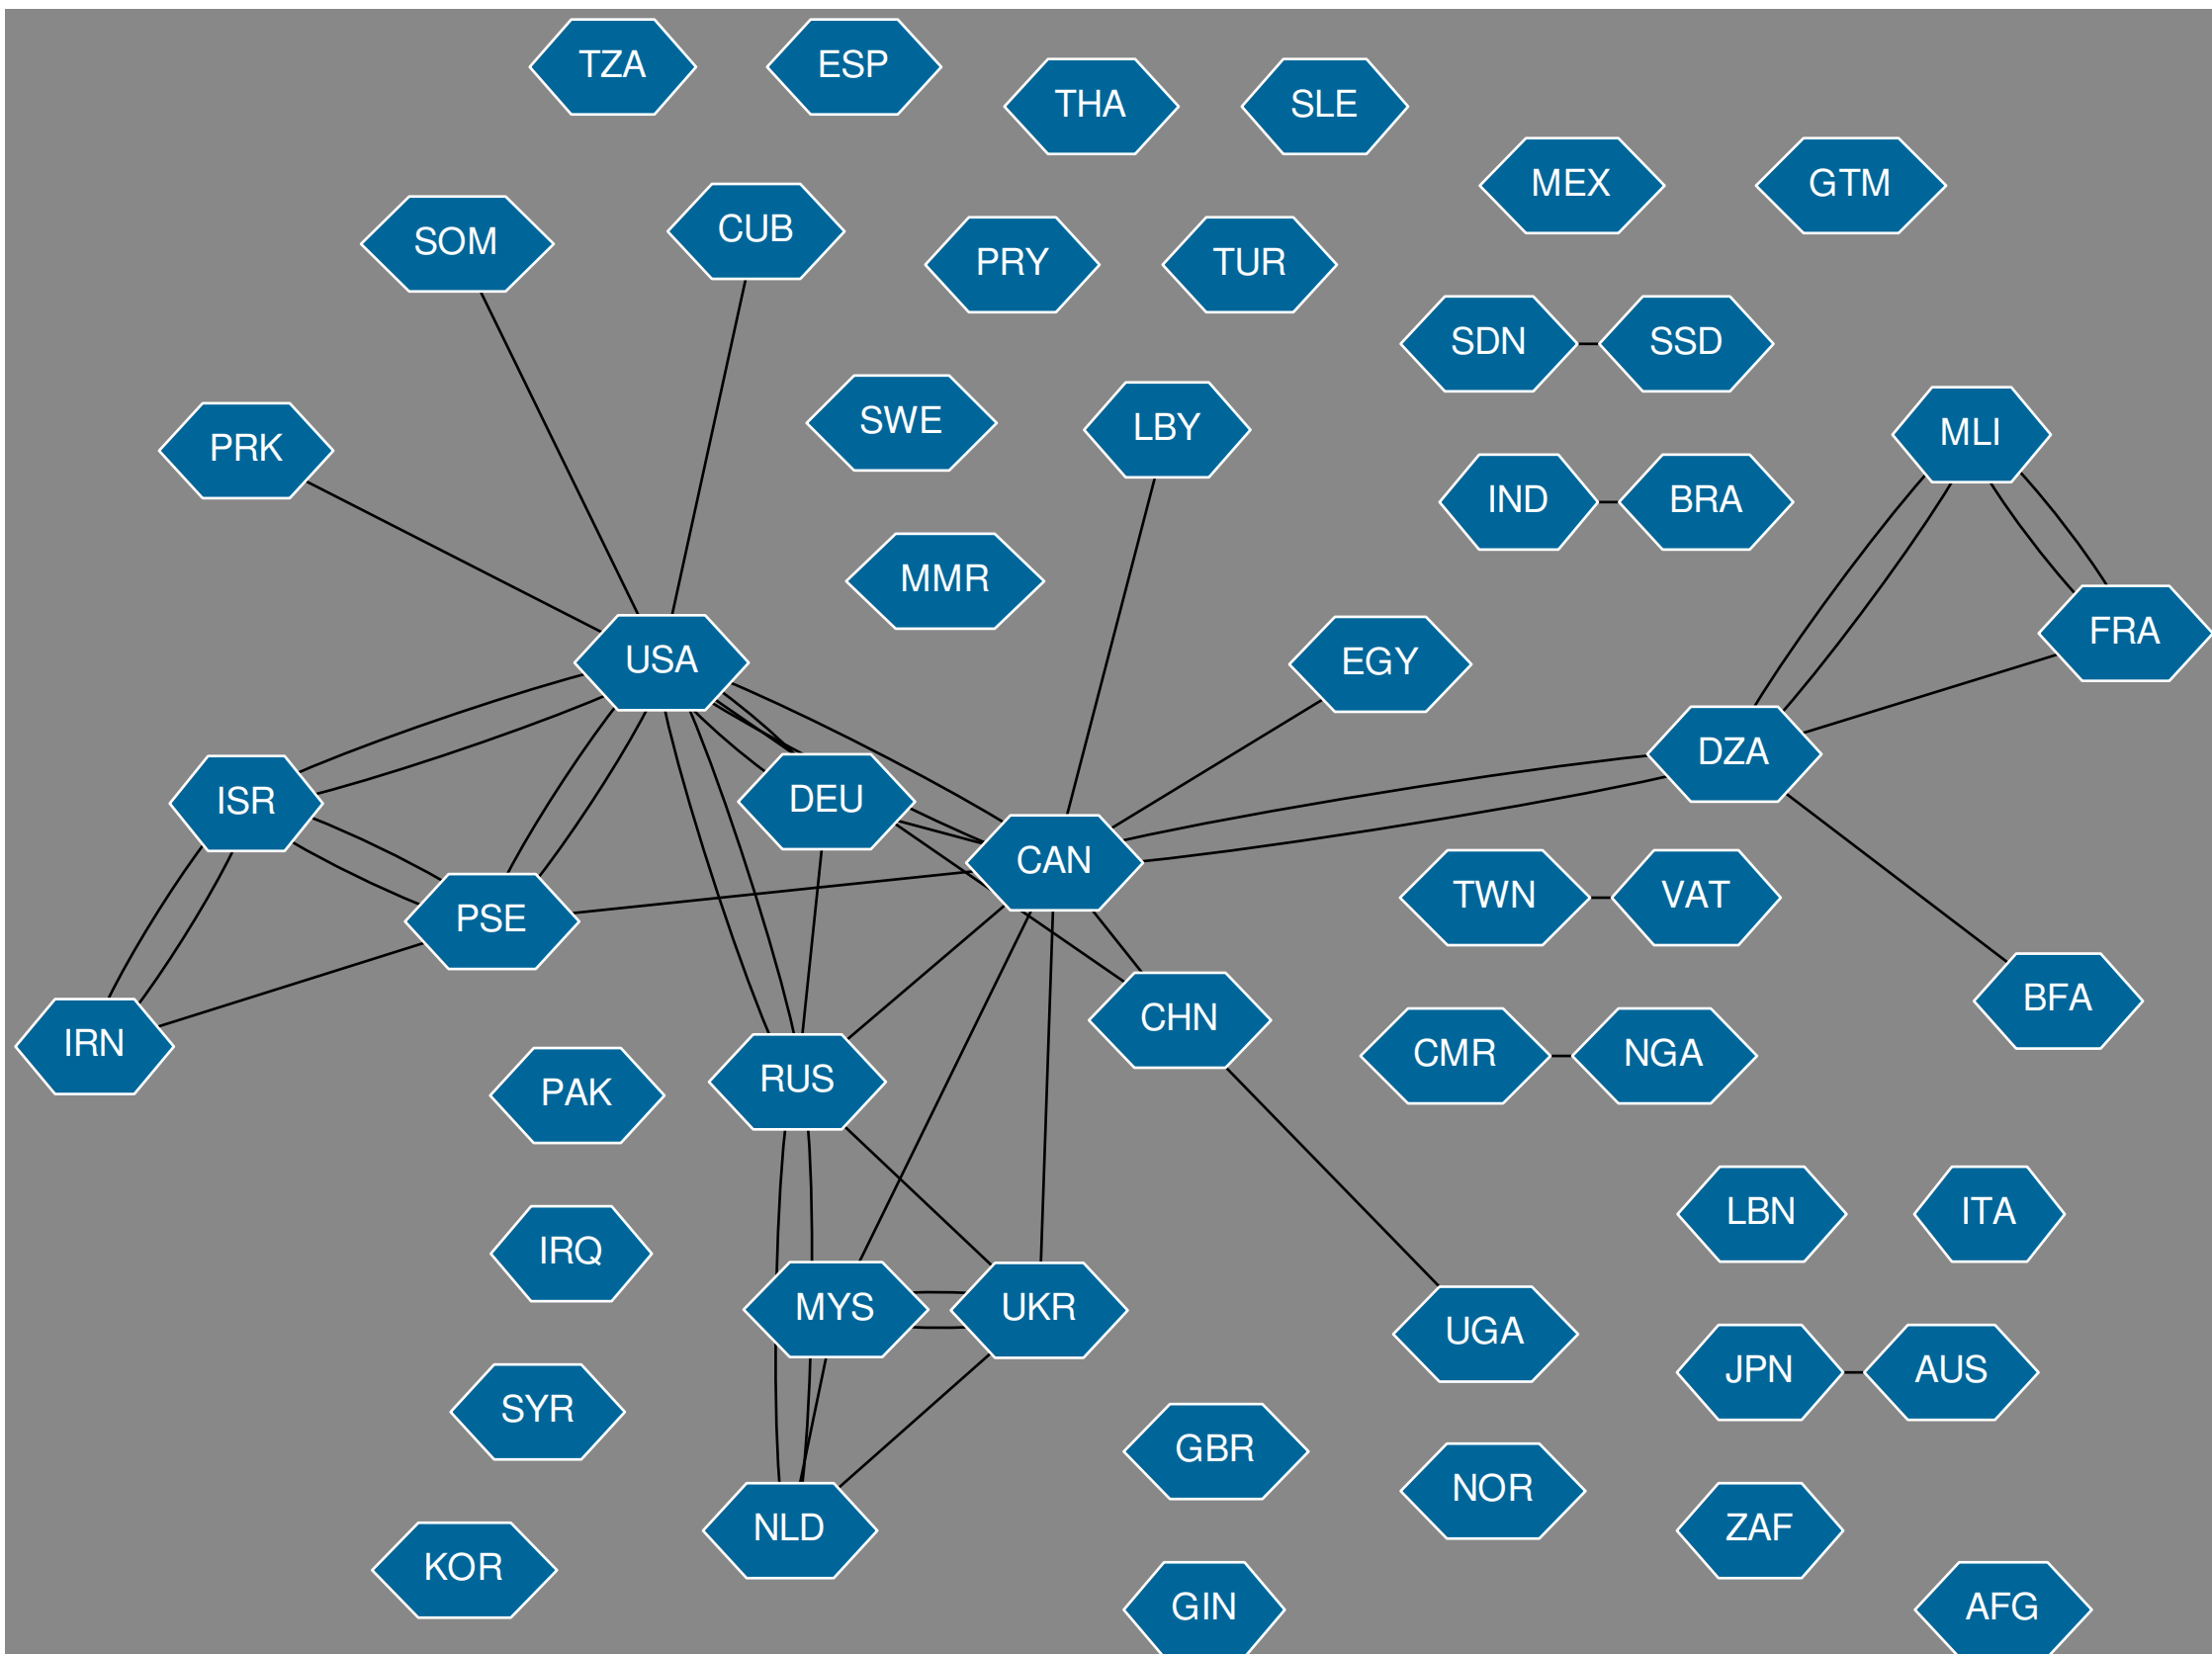 TZA
ESP
THA
SLE
MEX
GTM
SOM
CUB
PRY
TUR
SDN
SSD
PRK
SWE
LBY
MLI
IND
BRA
MMR
USA
EGY
FRA
ISR
DEU
DZA
CAN
PSE
TWN
VAT
IRN
CHN
BFA
PAK
RUS
CMR
NGA
IRQ
LBN
ITA
MYS
UKR
UGA
SYR
JPN
AUS
GBR
NOR
NLD
ZAF
KOR
GIN
AFG